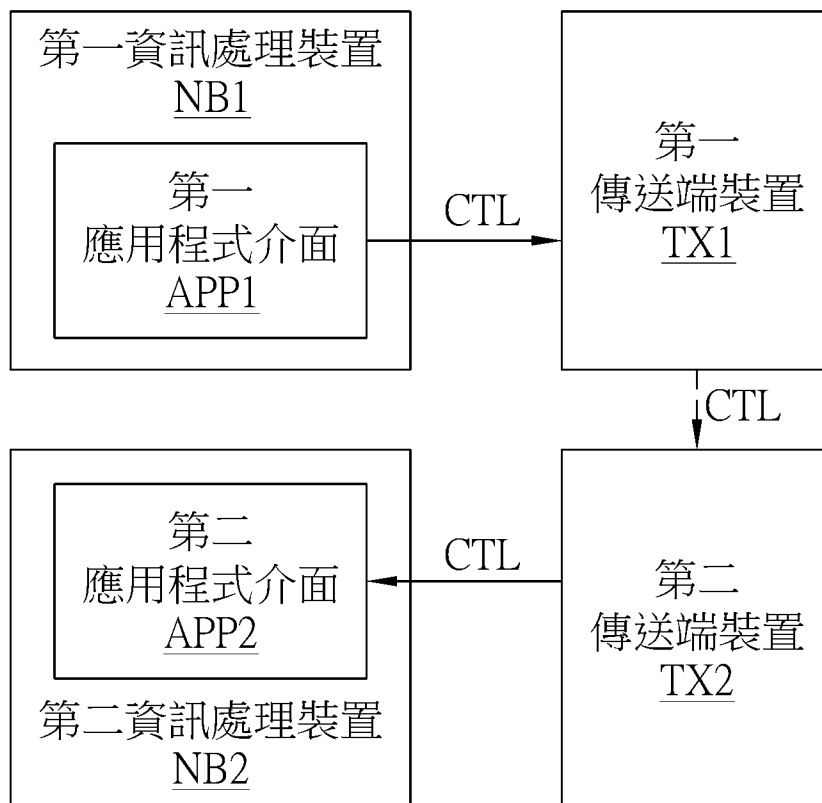 第一資訊處理裝置
NB1
第一
應用程式介面
APP1
CTL
第一
傳送端裝置
TX1
CTL
第二
應用程式介面
APP2
第二資訊處理裝置
NB2
CTL
第二
傳送端裝置
TX2